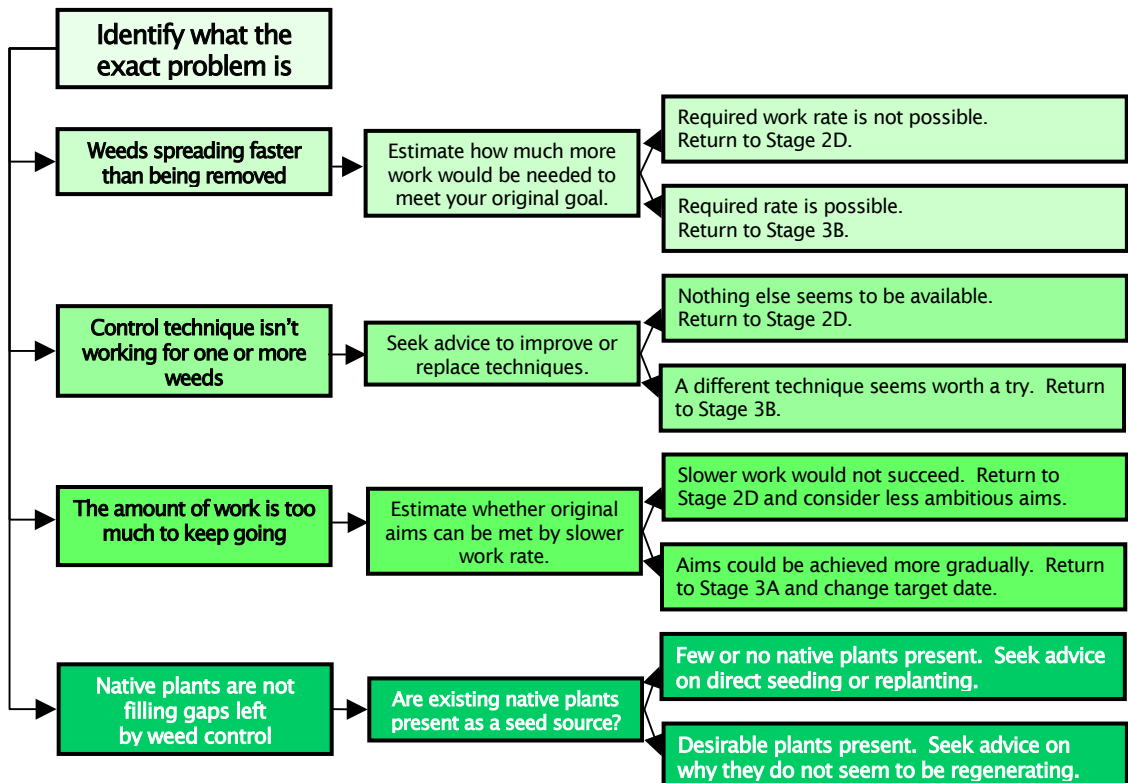 Identify what the
exact problem is
Weeds spreading faster
than being removed
Estimate how much more
work would be needed to
meet your original goal.
Required work rate is not possible.
Return to Stage 2D.
Required rate is possible.
Return to Stage 3B.
Control technique isn't
working for one or more
weeds
Seek advice to improve or
replace techniques.
Nothing else seems to be available.
Return to Stage 2D.
A different technique seems worth a try.  Return
to Stage 3B.
The amount of work is too
much to keep going
Estimate whether original
aims can be met by slower
work rate.
Slower work would not succeed.  Return to
Stage 2D and consider less ambitious aims.
Aims could be achieved more gradually.  Return
to Stage 3A and change target date.
Native plants are not
filling gaps left
by weed control
Are existing native plants
present as a seed source?
Few or no native plants present.  Seek advice
on direct seeding or replanting.
Desirable plants present.  Seek advice on
why they do not seem to be regenerating.